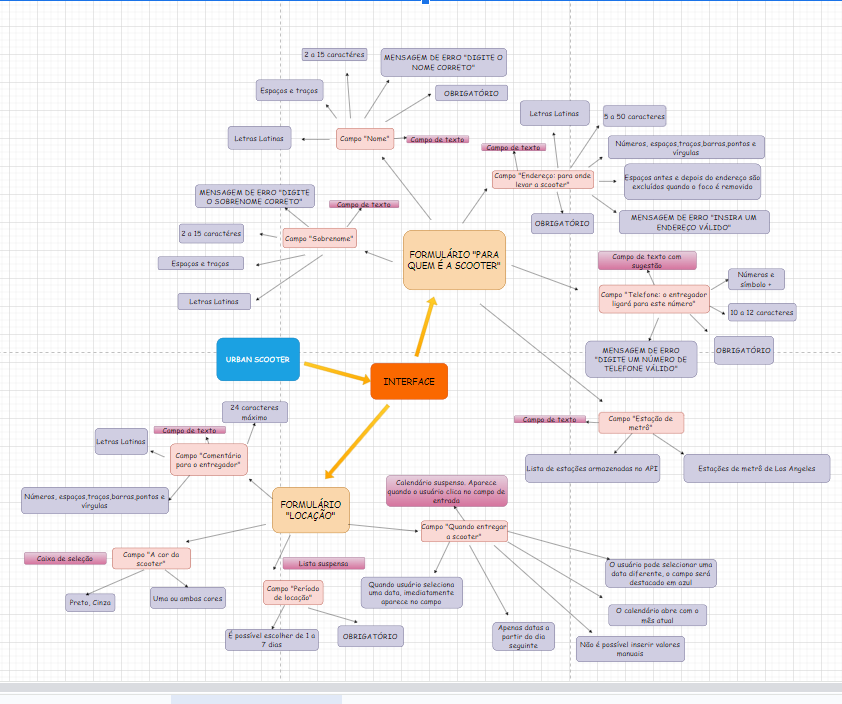 2 a 15 caractéres
MENSAGEM DE ERRO "DIGITE O
NOME CORRETO"
Espaços e traços
OBRIGATÓRIO
Letras Latinas
Campo "Nome"
Campo de texto
Letras Latinas
5 a 50 caracteres
Campo de texto
Números, espaços,traços,barras,pontos e
vírgulas
Campo "Endereço: para onde
levar a scooter"
Espaços antes e depois do endereço são
excluídos quando o foco é removido
OBRIGATÓRIO
MENSAGEM DE ERRO "INSIRA UM
ENDEREÇO VÁLIDO"
MENSAGEM DE ERRO "DIGITE
O SOBRENOME CORRETO"
Campo de texto
2 a 15 caractéres
Campo "Sobrenome"
Espaços e traços
Letras Latinas
FORMULÁRIO "PARA
QUEM É A SCOOTER"
Campo de texto com
sugestão
Números e
símbolo +
Campo "Telefone: o entregador
ligará para este número"
10 a 12 caracteres
MENSAGEM DE ERRO
"DIGITE UM NÚMERO DE
TELEFONE VÁLIDO"
OBRIGATÓRIO
URBAN SCOOTER
INTERFACE
Campo de texto
Campo "Estação de
metrô"
Lista de estações armazenadas no API
Estações de metrô de Los Angeles
24 caracteres
máximo
Campo de texto
Letras Latinas
Campo "Comentário
para o entregador"
Números, espaços,traços,barras,pontos e
vírgulas
FORMULÁRIO
"LOCAÇÃO"
Calendário suspenso. Aparece
quando o usuário clica no campo de
entrada
Campo "Quando entregar
a scooter"
Caixa de seleção
Campo "A cor da
scooter"
Preto, Cinza
Uma ou ambas cores
Lista suspensa
Campo "Período
de locação"
É possível escolher de 1 a
7 dias
OBRIGATÓRIO
Quando usuário seleciona
uma data, imediatamente
aparece no campo
Apenas datas a
partir do dia
seguinte
O usuário pode selecionar uma
data diferente, o campo será
destacado em azul
O calendário abre com o
mês atual
Não é possível inserir valores
manuais